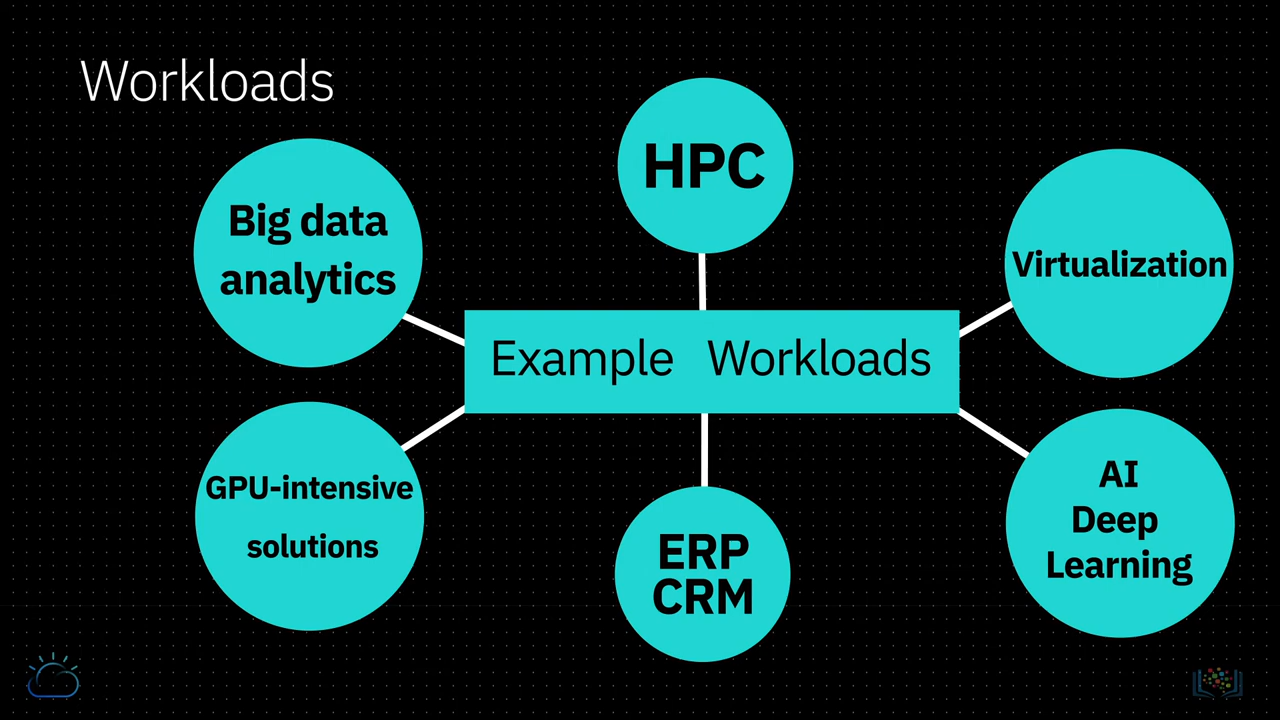 Workloads
HPC
Big data
analytics
Virtualization
Example Workloads
GPU-intensive
solutions
ERP
CRM
AI
Deep
Learning